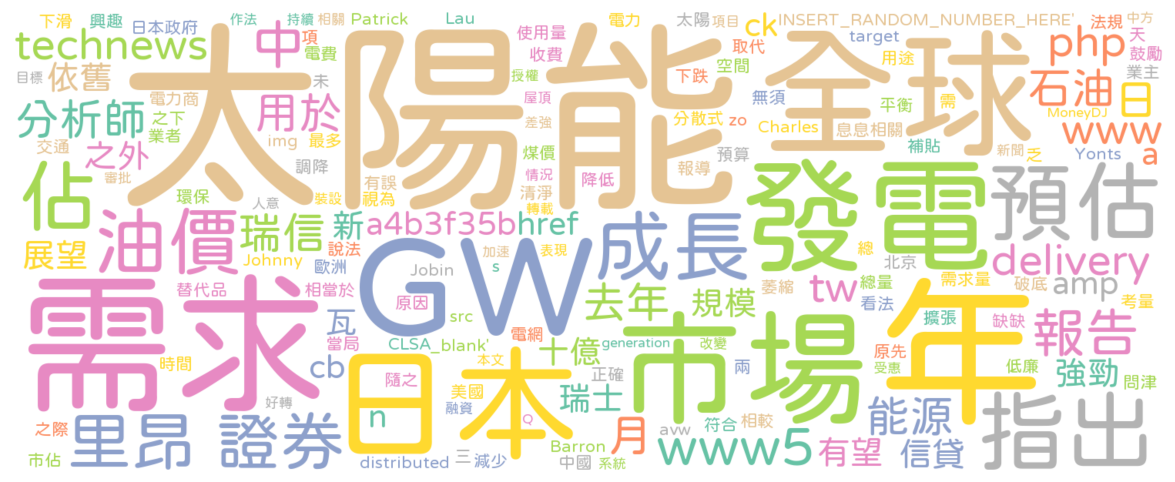 下滑 興趣 日本政府 作法 持續 相關 Patrick Lau 使用量 電力 太陽 項目 ck INSERT_RANDOM_NUMBER_HERE' 法規 中方
technews 中 項 電費 收費 取代 target php 天 鼓勵
太陽能 全球
目標 依舊 未 授權 下跌 空間 無須 用途 石油 業主
電力商 屋頂 分散式 zo 平衡 需 MoneyDJ 日
分析師 之下 用於 差強 Charles 息息相關 www
業者 img 最多
交通 之外 煤價 報導 預算 補貼 新聞 乏 Yonts a
審批 調降 情況 降低
佔 環保 有誤 視為 裝設 清淨 轉載 發電 預估
人意
油價 瑞信 新 a4b3f35b href 成長
展望 Johnny 說法 加速 表現 總 北京 delivery
歐洲 Jobin s
需求 GW 去年 規模 tw 總量 需求量 破底 amp
替代品 相當於 原因 src 萎縮 看法 考量
瓦 電網 市場 年 擴張 缺缺 報告
當局 CLSA_blank' generation 改變 兩 原先
時間 cb 日本 本文 十億 受惠 低廉 強勁 問津
隨之 美國 正確
好轉 n 融資 瑞士 符合 相較 能源 指出
里昂 證券 Q 月
之際 Barron avw
市佔 distributed 三 減少 中國 系統 www5 有望 信貸